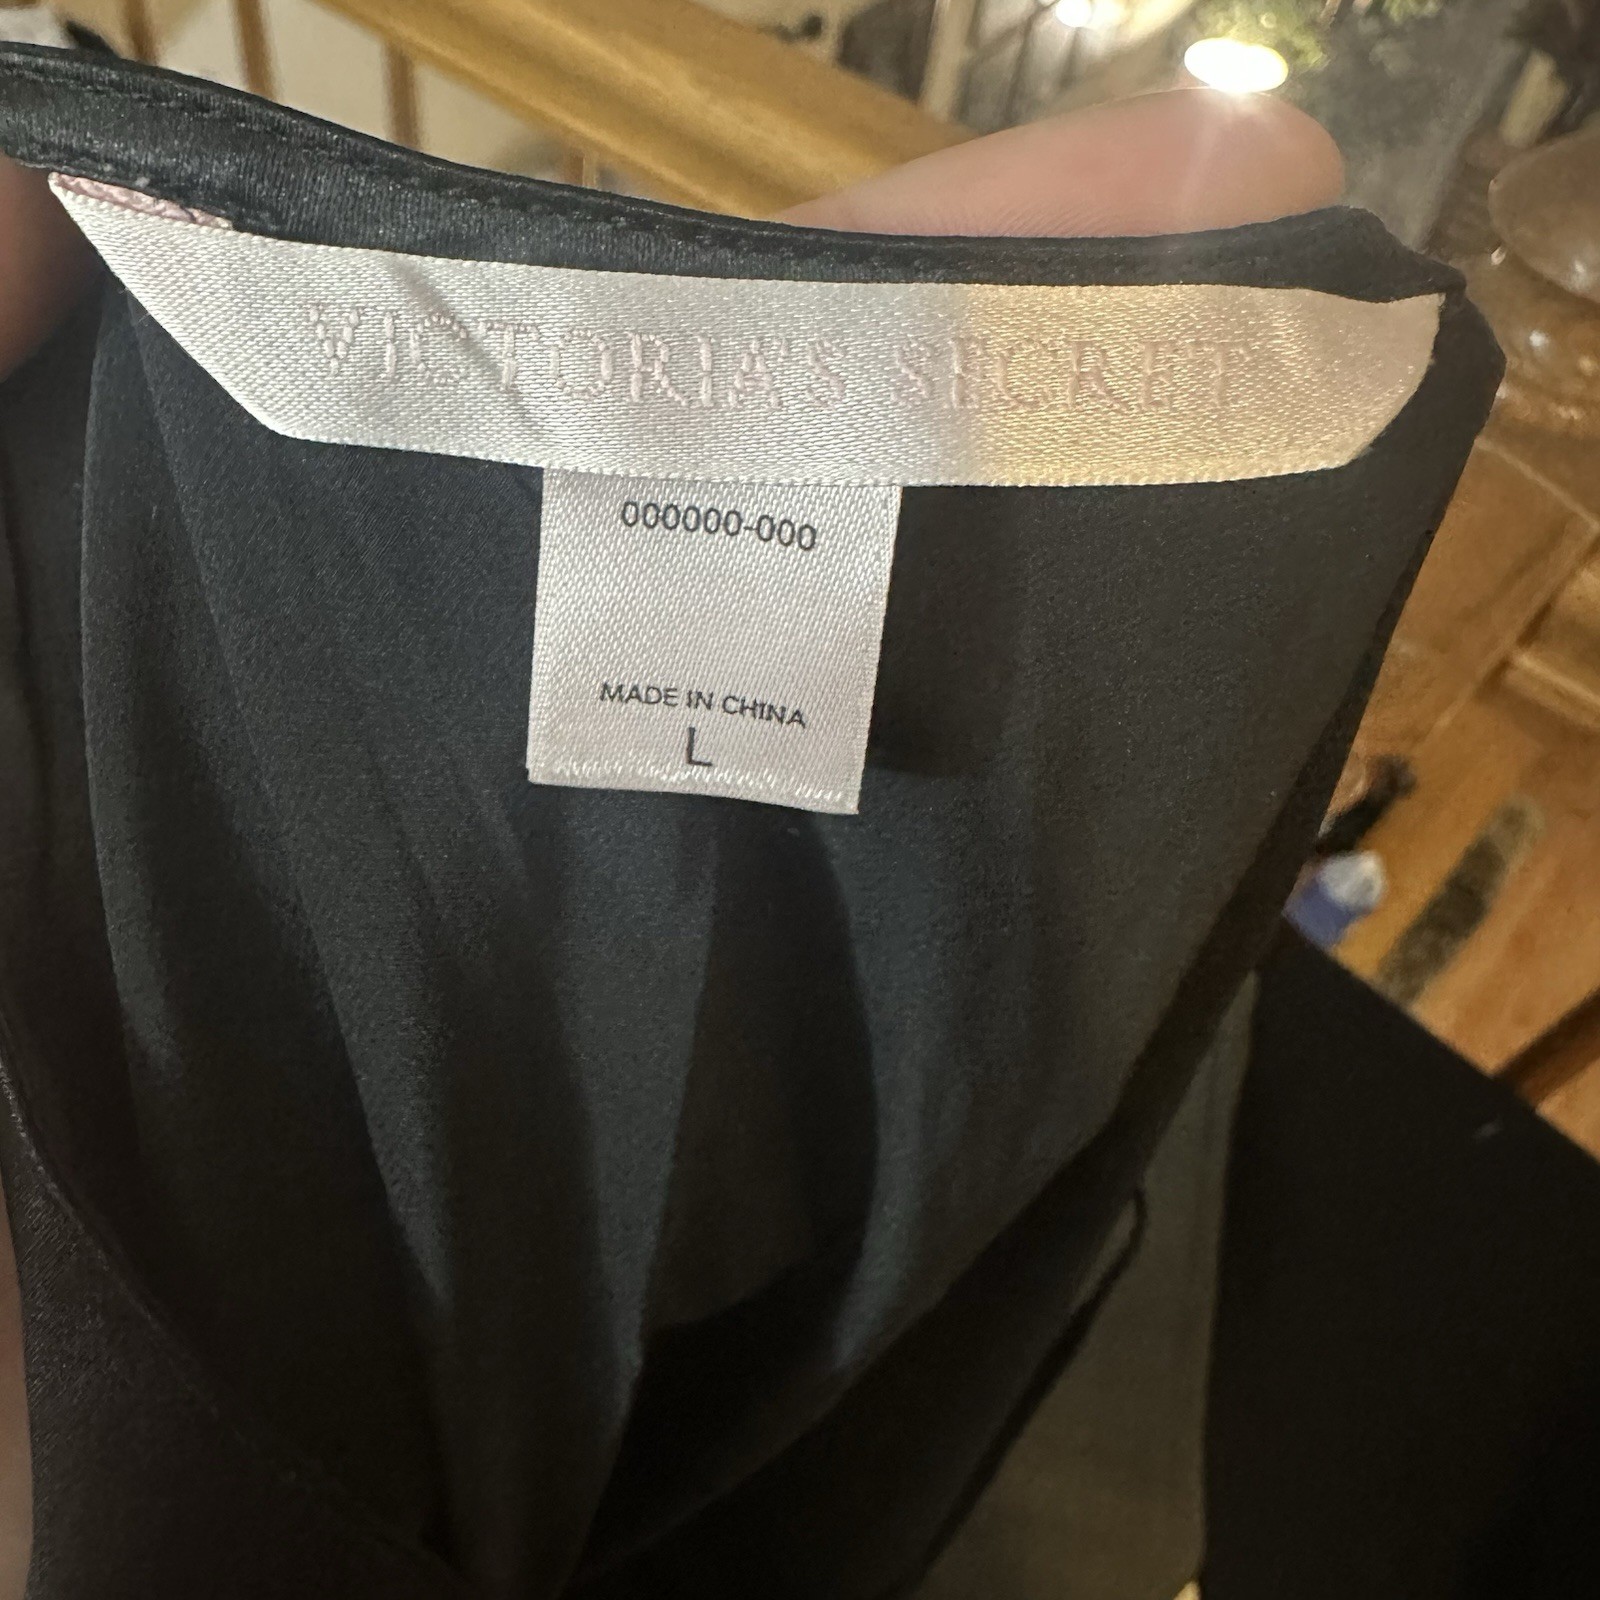 VICTORIA'S SECRET
000000-000
MADE IN CHINA
L